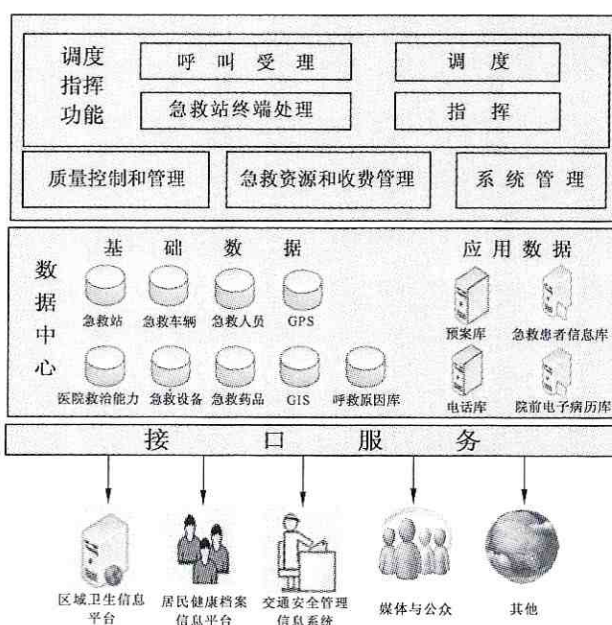 调度
指挥
功能
呼叫受理
调度
急救站终端处理
指挥
质量控制和管理
急救资源和收费管理
系统管理
数据中心
基础数据
应用数据
急救站
急救车辆
急救人员
GPS
预案库
急救患者信息库
医院救治能力
急救设备
急救药品
GIS
呼救原因库
电话库
院前电子病历库
接口服务
区域卫生信息
平台
居民健康档案
信息平台
交通安全管理
信息系统
媒体与公众
其他